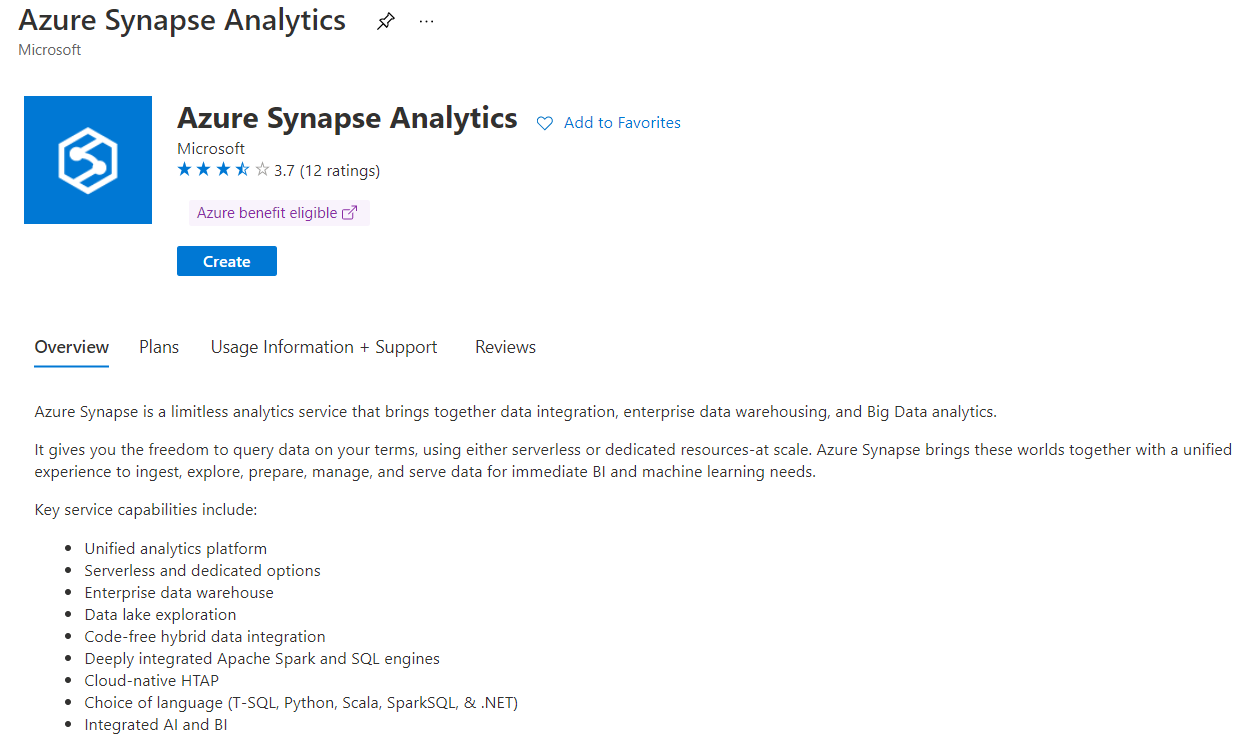 Azure Synapse Analytics
...
Microsoft
Azure Synapse Analytics
Add to Favorites
Microsoft
3.7 (12 ratings)
Azure benefit eligible
Create
Overview
Plans
Usage Information + Support
Reviews
Azure Synapse is a limitless analytics service that brings together data integration, enterprise data warehousing, and Big Data analytics.
It gives you the freedom to query data on your terms, using either serverless or dedicated resources-at scale. Azure Synapse brings these worlds together with a unified
experience to ingest, explore, prepare, manage, and serve data for immediate BI and machine learning needs.
Key service capabilities include:
• Unified analytics platform
• Serverless and dedicated options
• Enterprise data warehouse
• Data lake exploration
• Code-free hybrid data integration
• Deeply integrated Apache Spark and SQL engines
• Cloud-native HTAP
• Choice of language (T-SQL, Python, Scala, SparkSQL, & .NET)
• Integrated AI and BI